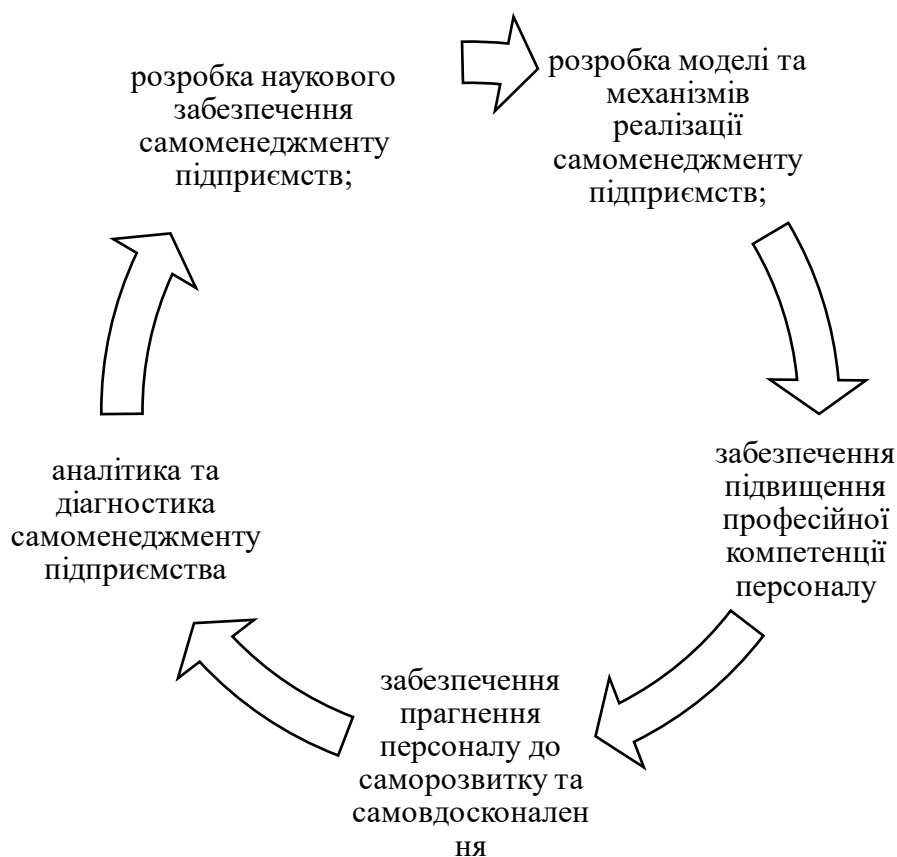 розробка наукового
забезпечення
самоменеджменту
підприємств;
розробка моделі та
механізмів
реалізації
самоменеджменту
підприємств;
забезпечення
підвищення
професійної
компетенції
персоналу
забезпечення
прагнення
персоналу до
саморозвитку та
самовдосконален
ня
аналітика та
діагностика
самоменеджменту
підприємства